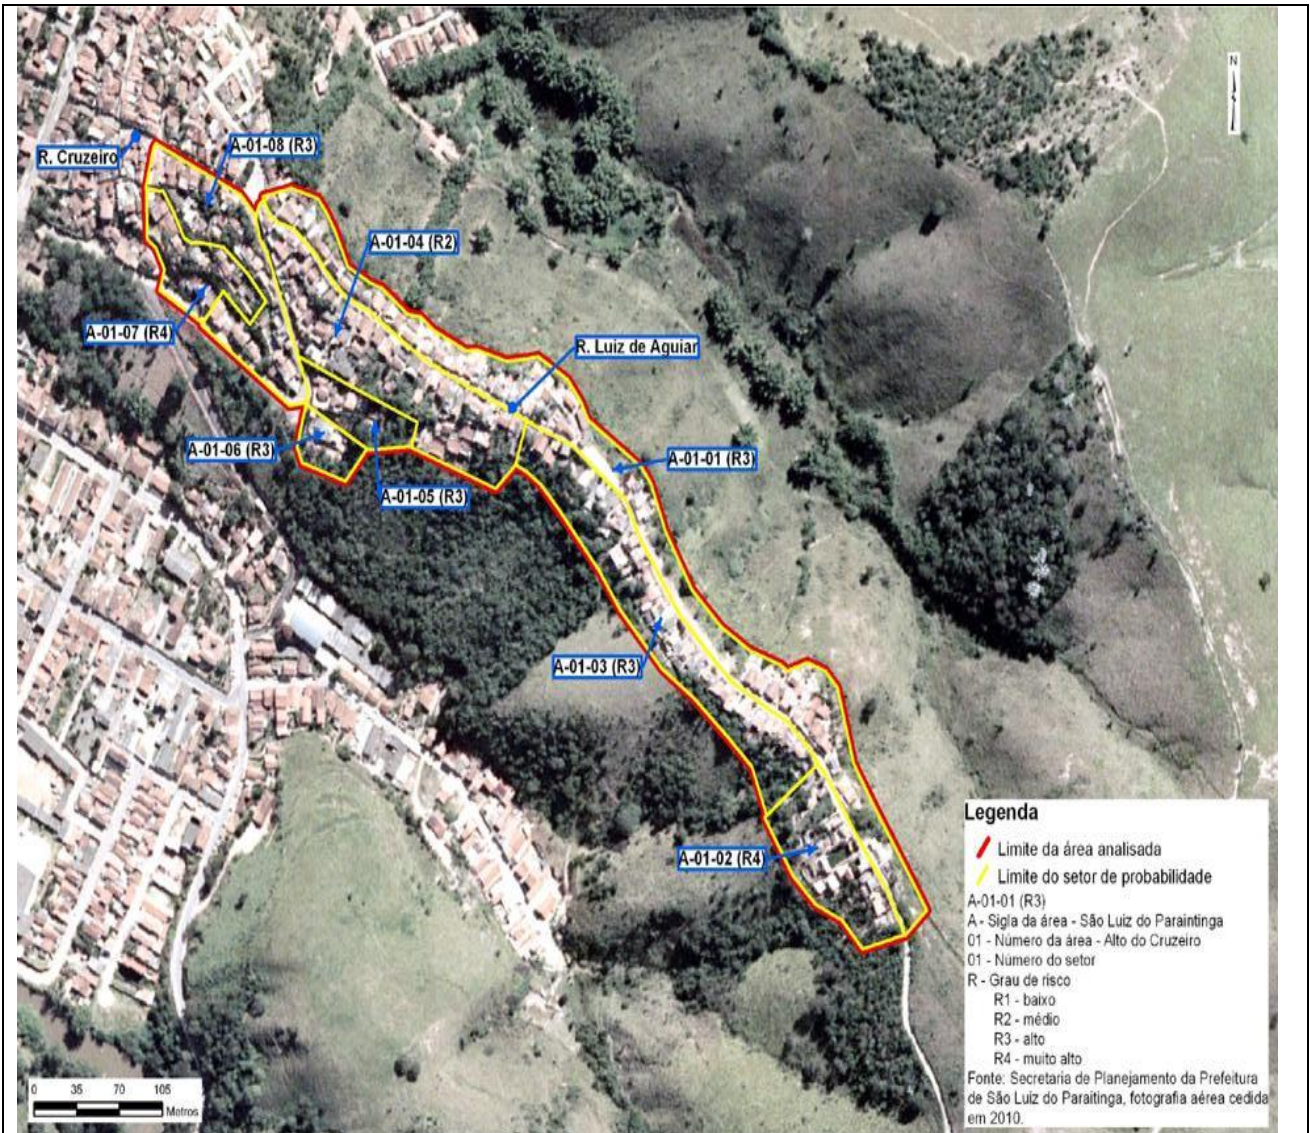 N
A-01-08 (R3)
R. Cruzeiro
A-01-04 (R2)
A-01-07 (R4)
R. Luiz de Aguiar
A-01-06 (R3)
A-01-01 (R3)
A-01-05 (R3)
A-01-03 (R3)
A-01-02 (R4)
Legenda
Limite da área analisada
Limite do setor de probabilidade
A-01-01 (R3)
A - Sigla da área - São Luiz do Paraintinga
01 - Número da área - Alto do Cruzeiro
01 - Número do setor
R - Grau de risco
R1 - baixo
R2 - médio
R3 - alto
R4 - muito alto
Fonte: Secretaria de Planejamento da Prefeitura
de São Luiz do Paraitinga, fotografia aérea cedida
em 2010.
0 35 70 105
Metros